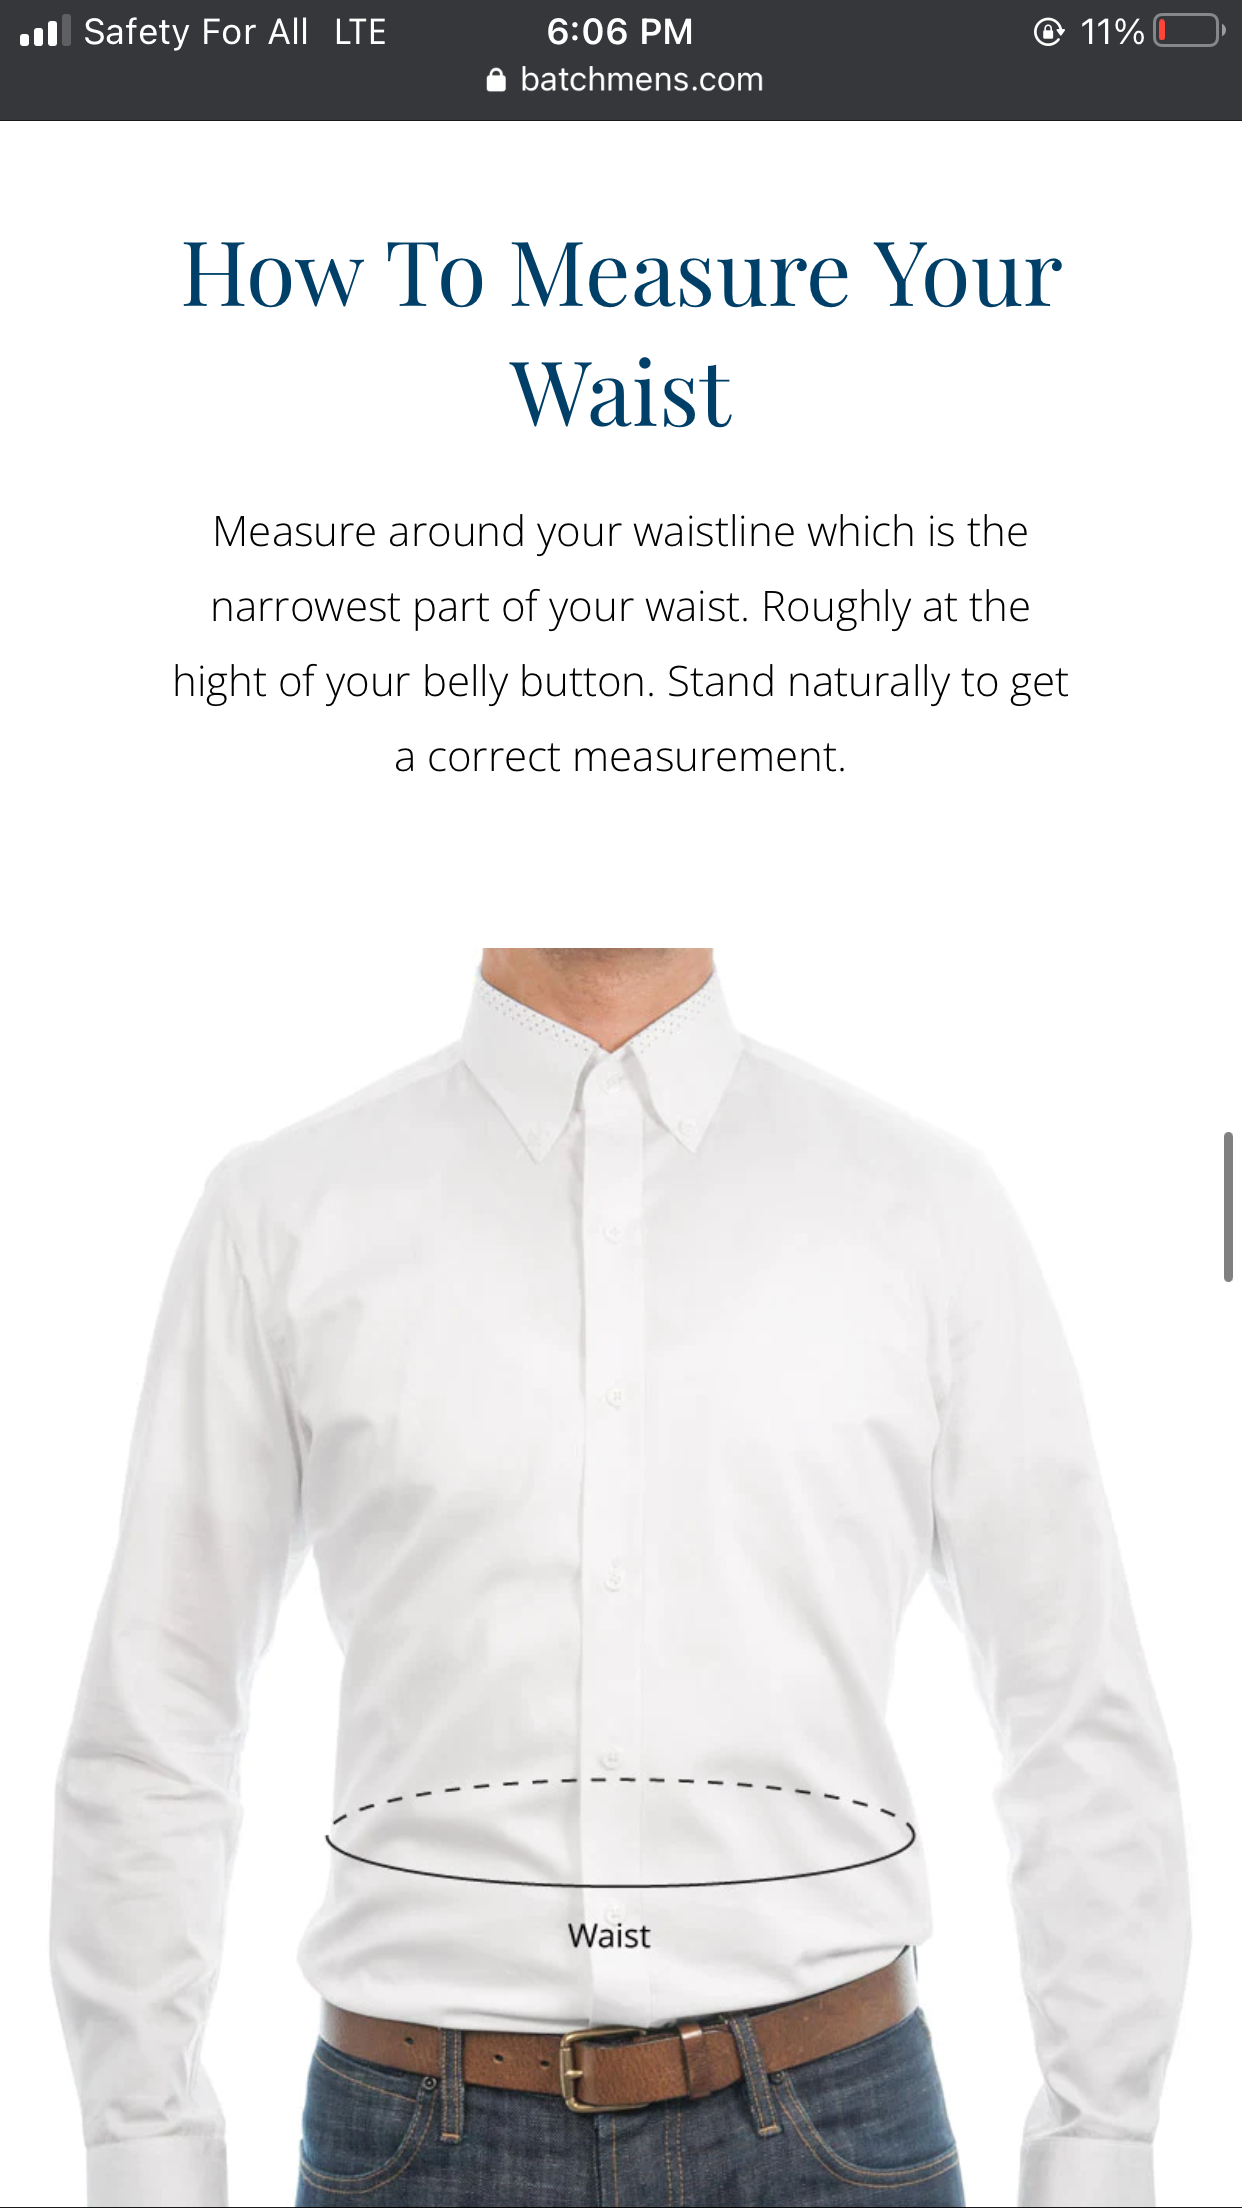 Safety For All LTE 6:06 PM 11%
batchmens.com
How To Measure Your
Waist
Measure around your waistline which is the
narrowest part of your waist. Roughly at the
hight of your belly button. Stand naturally to get
a correct measurement.
Waist